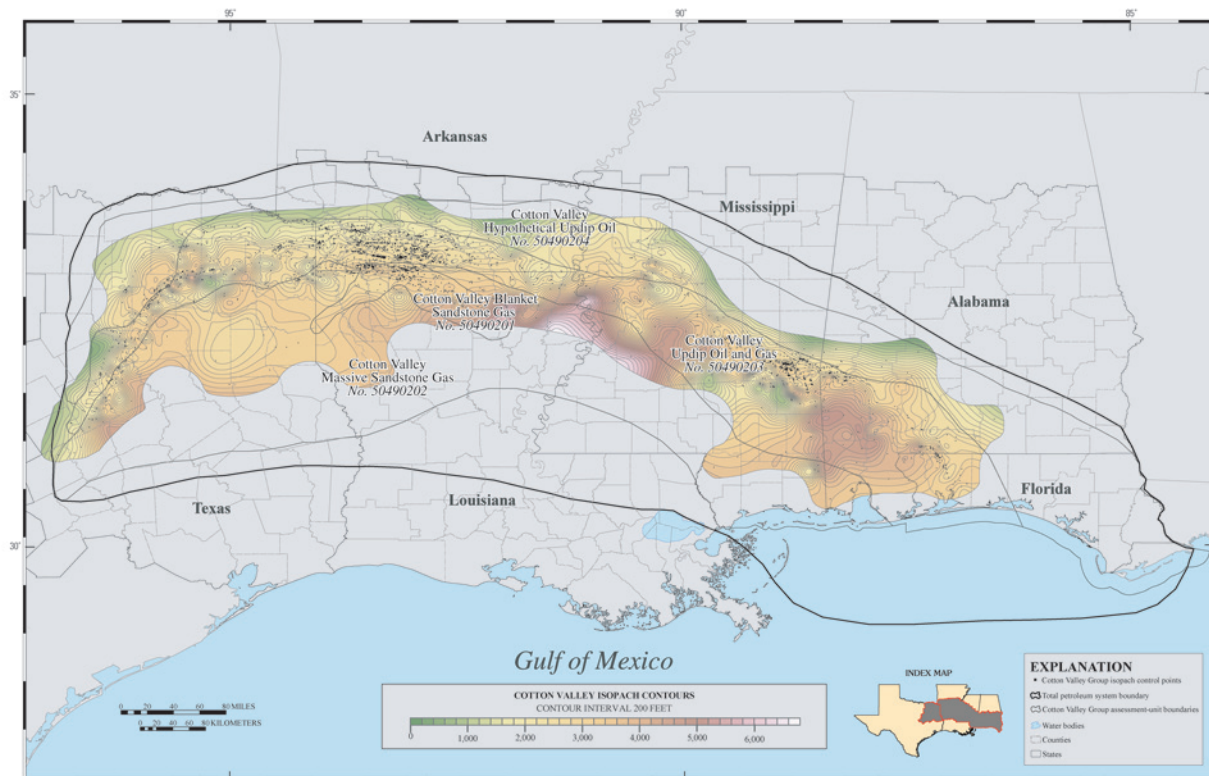 95°
90°
85°
35°
Arkansas
Cotton Valley
Hypothetical Updip Oil
No. 50490204
Mississippi
Alabama
Cotton Valley Blanket
Sandstone Gas
No. 50490201
Cotton Valley
Updip Oil and Gas
No. 50490203
Cotton Valley
Massive Sandstone Gas
No. 50490202
Texas
Louisiana
Florida
30°
Gulf of Mexico
0 20 40 60 80 MILES
0 20 40 60 80 KILOMETERS
COTTON VALLEY ISOPACH CONTOURS
CONTOUR INTERVAL 200 FEET
0 1,000 2,000 3,000 4,000 5,000 6,000
INDEX MAP
EXPLANATION
Cotton Valley Group isopach control points
Total petroleum system boundary
Cotton Valley Group assessment-unit boundaries
Water bodies
Counties
States